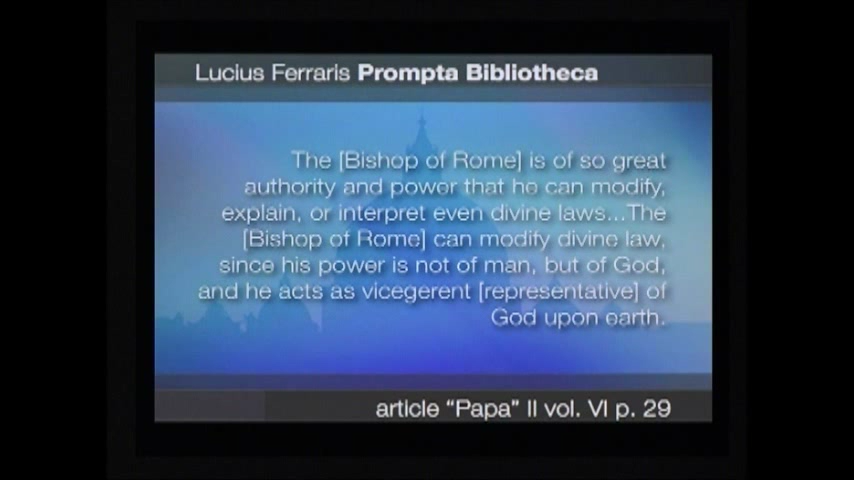 Lucius Ferraris Prompta Bibliotheca
The [Bishop of Rome] is of so great
authority and power that he can modify,
explain, or interpret even divine laws...The
[Bishop of Rome] can modify divine law,
since his power is not of man, but of God,
and he acts as vicegerent [representative] of
God upon earth.
article “Papa” II vol. VI p. 29